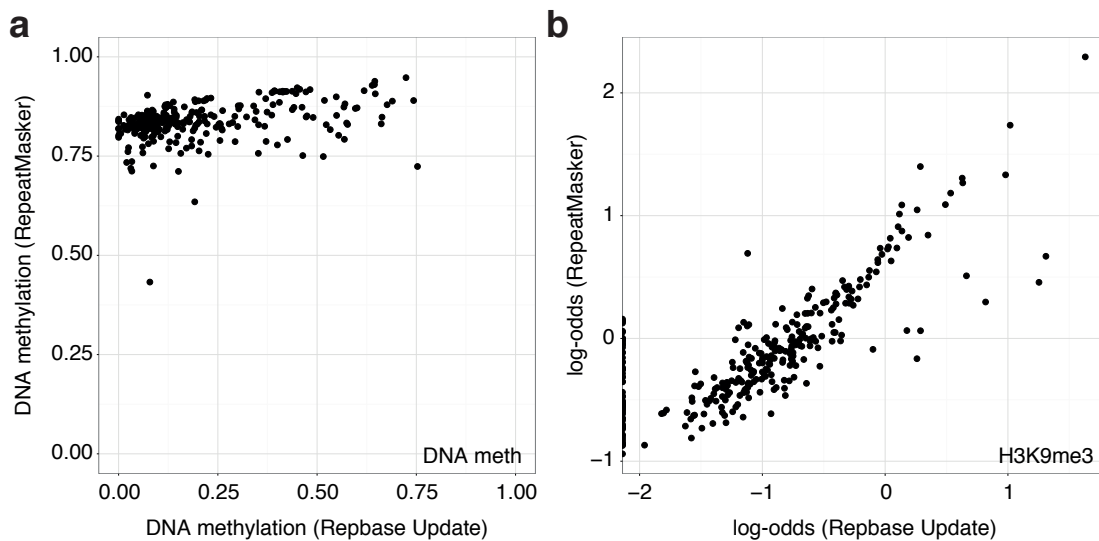 a
DNA methylation (RepeatMasker)
1.00
0.75
0.50
0.25
0.00
DNA meth
0.00 0.25 0.50 0.75 1.00
DNA methylation (Repbase Update)
b
log-odds (RepeatMasker)
2
1
0
−1
H3K9me3
−2 −1 0 1
log-odds (Repbase Update)